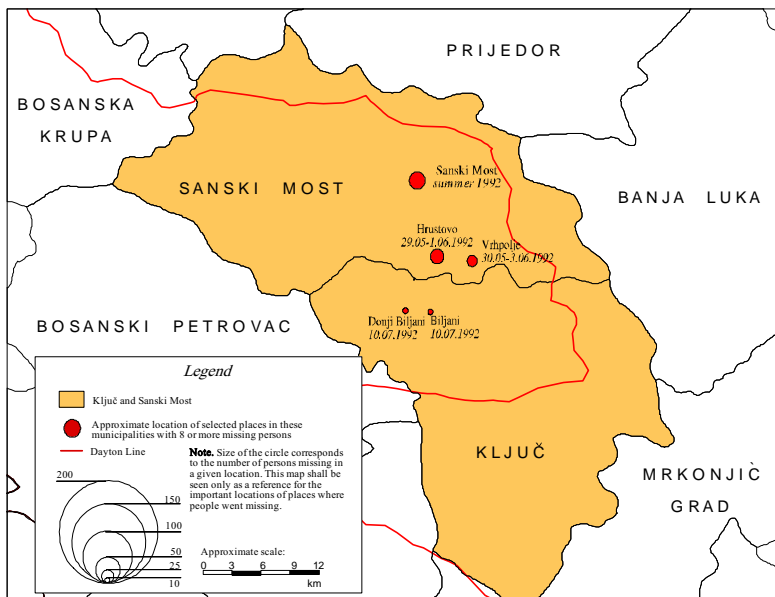 PRIJEDOR
BOSANSKA
KRUPA
SANSKI MOST
Sanski Most
summer 1992
BANJA LUKA
Hrustovo
29.05-1.06.1992
Vrhpolje
30.05-3.06.1992
BOSANSKI PETROVAC
Donji Biljani
10.07.1992
Biljani
10.07.1992
KLJUČ
MRKONJIĆ
GRAD
Legend
Ključ and Sanski Most
Approximate location of selected places in these
municipalities with 8 or more missing persons
Dayton Line
Note. Size of the circle corresponds
to the number of persons missing in
a given location. This map shall be
seen only as a reference for the
important locations of places where
people went missing.
200
150
100
50
25
10
Approximate scale:
0 3 6 9 12
km